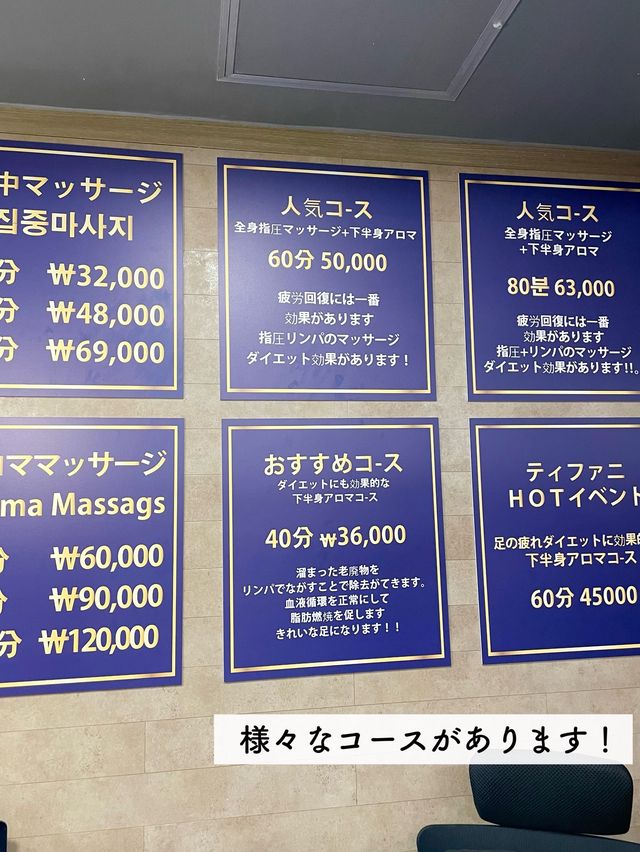 中マッサージ
집중마사지
分 ₩32,000
分 ₩48,000
分 ₩69,000
人気コ-ス
全身指圧マッサージ+下半身アロマ
60分 50,000
疲労回復には一番
効果があります
指圧リンパのマッサージ
ダイエット効果があります！
人気コース
全身指圧マッサージ
+下半身アロマ
80분 63,000
疲労回復には一番
効果があります
指圧+リンパのマッサージ
ダイエット効果があります!!。
ロママッサージ
ma Massags
分 ₩60,000
分 ₩90,000
分 ₩120,000
おすすめコ-ス
ダイエットにも効果的な
下半身アロマコ-ス
40分 ₩36,000
溜まった老廃物を
リンパでながすことで除去ができます。
血液循環を正常にして
脂肪燃焼を促します
きれいな足になります！！
ティファニ
HOTイベント
足の疲れダイエットに効果的
下半身アロマコ-ス
60分 45000
様々なコースがあります！